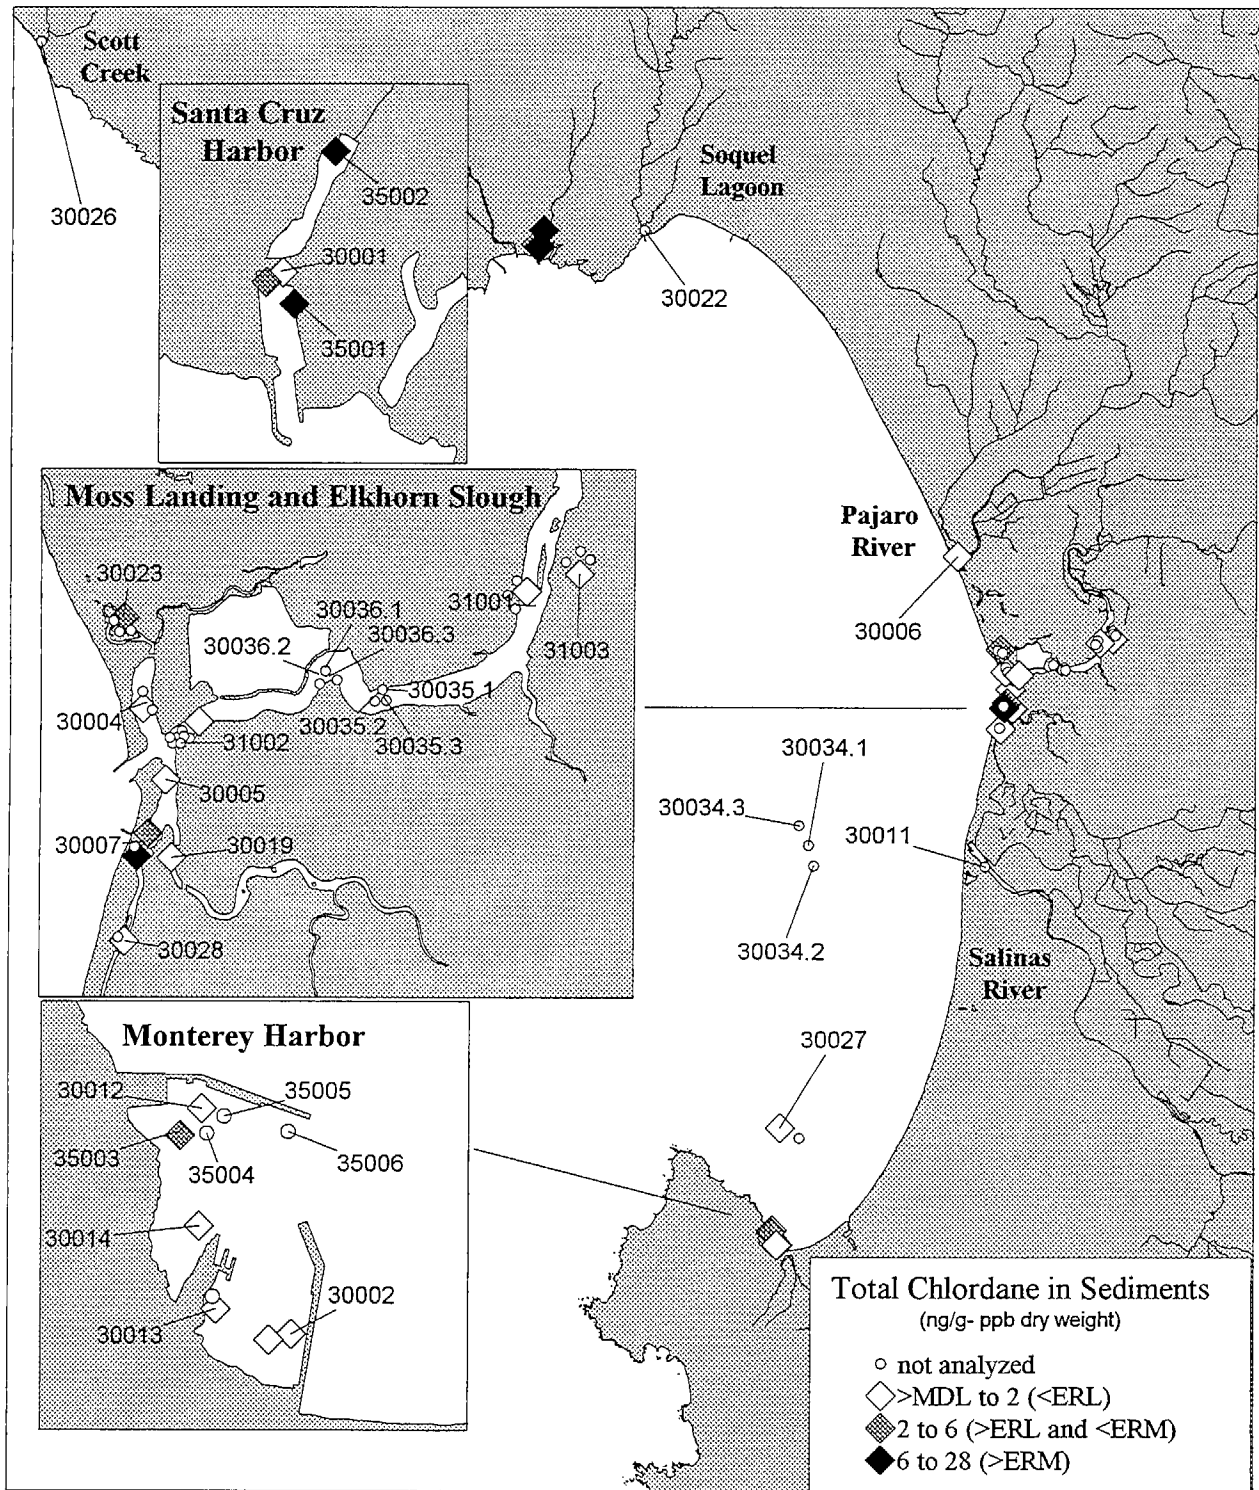 Scott
Creek
30026
Santa Cruz
Harbor
35002
30001
35001
Soquel
Lagoon
30022
Moss Landing and Elkhorn Slough
30023
30036.1
30036.2
30036.3
31001
31003
30035.1
30004
31002
30035.2
30035.3
30005
30007
30019
30028
Pajaro
River
30006
30034.1
30034.3
30011
30034.2
Salinas
River
30027
Monterey Harbor
30012
35005
35003
35004
35006
30014
30002
30013
Total Chlordane in Sediments
(ng/g- ppb dry weight)
not analyzed
>MDL to 2 (<ERL)
2 to 6 (>ERL and <ERM)
6 to 28 (>ERM)